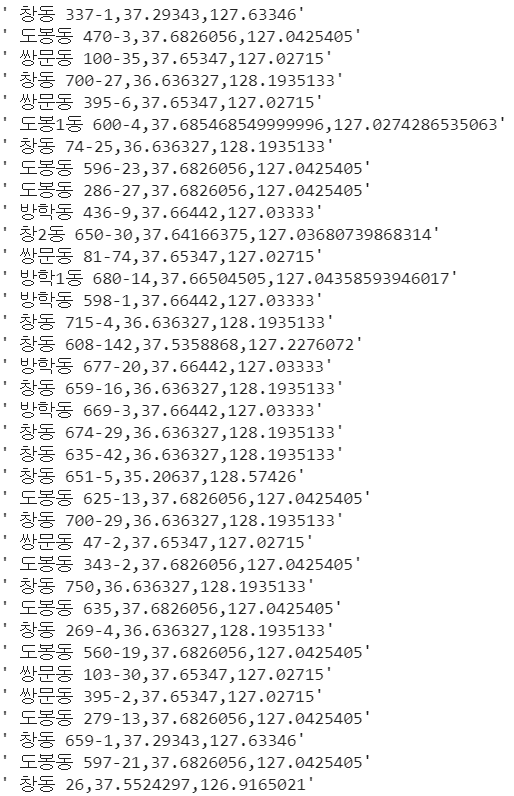 ' 창동 337-1,37.29343,127.63346'
' 도봉동 470-3,37.6826056,127.0425405'
' 쌍문동 100-35,37.65347,127.02715'
' 창동 700-27,36.636327,128.1935133'
' 쌍문동 395-6,37.65347,127.02715'
' 도봉1동 600-4,37.685468549999996,127.0274286535063'
' 창동 74-25,36.636327,128.1935133'
' 도봉동 596-23,37.6826056,127.0425405'
' 도봉동 286-27,37.6826056,127.0425405'
' 방학동 436-9,37.66442,127.03333'
' 창2동 650-30,37.64166375,127.03680739868314'
' 쌍문동 81-74,37.65347,127.02715'
' 방학1동 680-14,37.66504505,127.04358593946017'
' 방학동 598-1,37.66442,127.03333'
' 창동 715-4,36.636327,128.1935133'
' 창동 608-142,37.5358868,127.2276072'
' 방학동 677-20,37.66442,127.03333'
' 창동 659-16,36.636327,128.1935133'
' 방학동 669-3,37.66442,127.03333'
' 창동 674-29,36.636327,128.1935133'
' 창동 635-42,36.636327,128.1935133'
' 창동 651-5,35.20637,128.57426'
' 도봉동 625-13,37.6826056,127.0425405'
' 창동 700-29,36.636327,128.1935133'
' 쌍문동 47-2,37.65347,127.02715'
' 도봉동 343-2,37.6826056,127.0425405'
' 창동 750,36.636327,128.1935133'
' 도봉동 635,37.6826056,127.0425405'
' 창동 269-4,36.636327,128.1935133'
' 도봉동 560-19,37.6826056,127.0425405'
' 쌍문동 103-30,37.65347,127.02715'
' 쌍문동 395-2,37.65347,127.02715'
' 도봉동 279-13,37.6826056,127.0425405'
' 창동 659-1,37.29343,127.63346'
' 도봉동 597-21,37.6826056,127.0425405'
' 창동 26,37.5524297,126.9165021'